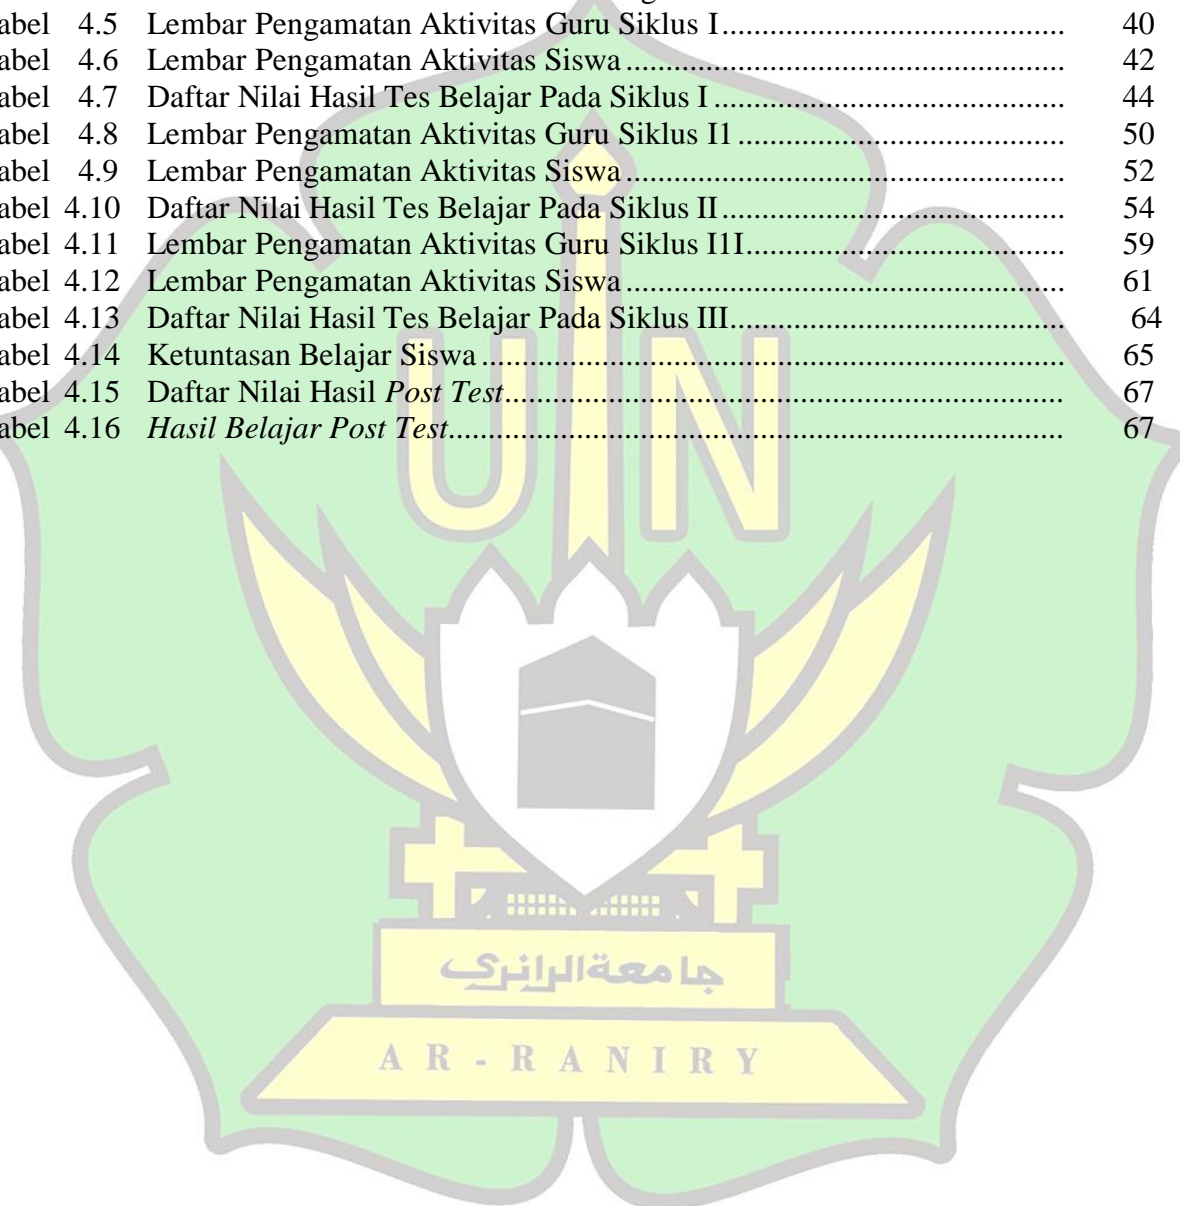 abel 4.5 Lembar Pengamatan Aktivitas Guru Siklus I........................................... 40
abel 4.6 Lembar Pengamatan Aktivitas Siswa....................................................... 42
abel 4.7 Daftar Nilai Hasil Tes Belajar Pada Siklus I............................................ 44
abel 4.8 Lembar Pengamatan Aktivitas Guru Siklus I1......................................... 50
abel 4.9 Lembar Pengamatan Aktivitas Siswa....................................................... 52
abel 4.10 Daftar Nilai Hasil Tes Belajar Pada Siklus II........................................... 54
abel 4.11 Lembar Pengamatan Aktivitas Guru Siklus I1I........................................ 59
abel 4.12 Lembar Pengamatan Aktivitas Siswa....................................................... 61
abel 4.13 Daftar Nilai Hasil Tes Belajar Pada Siklus III.......................................... 64
abel 4.14 Ketuntasan Belajar Siswa......................................................................... 65
abel 4.15 Daftar Nilai Hasil Post Test...................................................................... 67
abel 4.16 Hasil Belajar Post Test............................................................................. 67
UIN
جامعةالرانري
AR-RANIRY